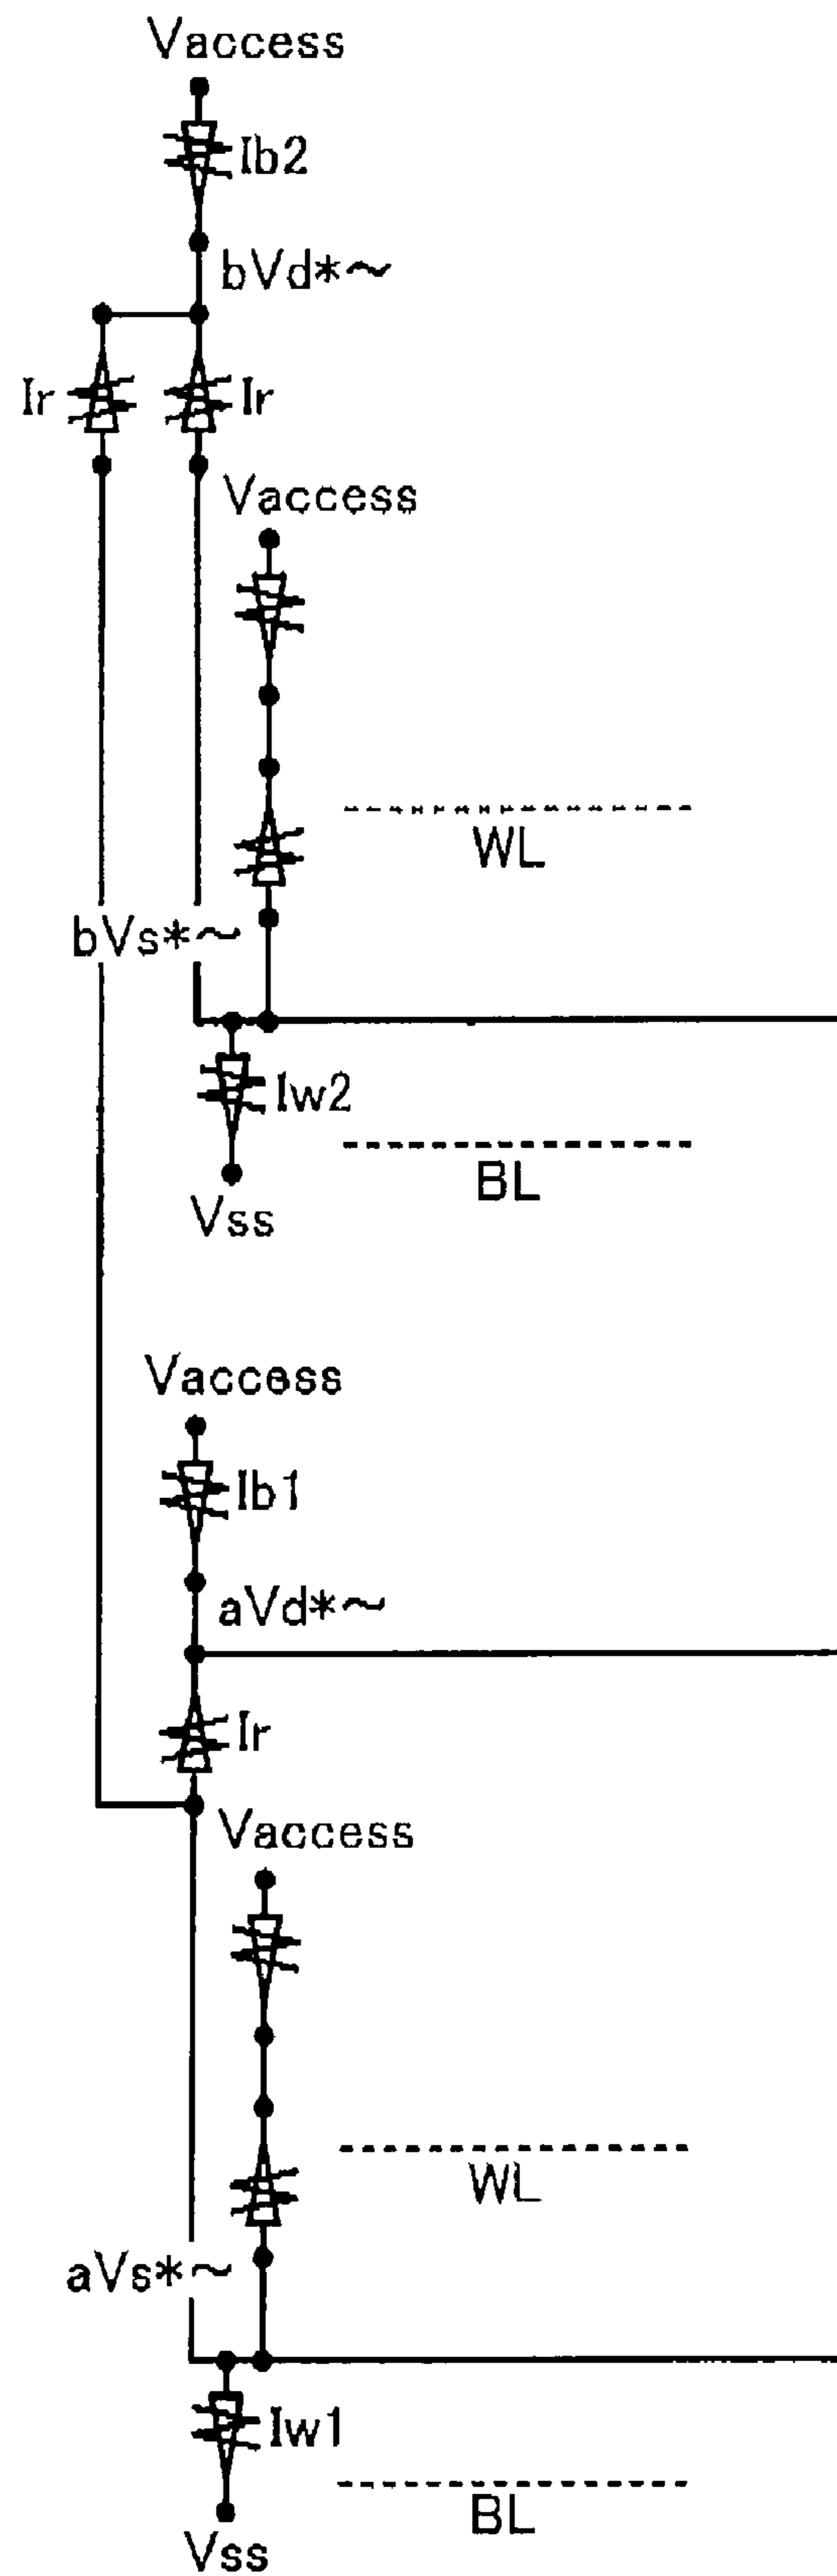 Vaccess
Ib2
bVd*~
Ir Ir
Vaccess
WL
bVs*~
Iw2
BL
Vss
Vaccess
Ib1
aVd*~
Ir
Vaccess
WL
aVs*~
Iw1
BL
Vss